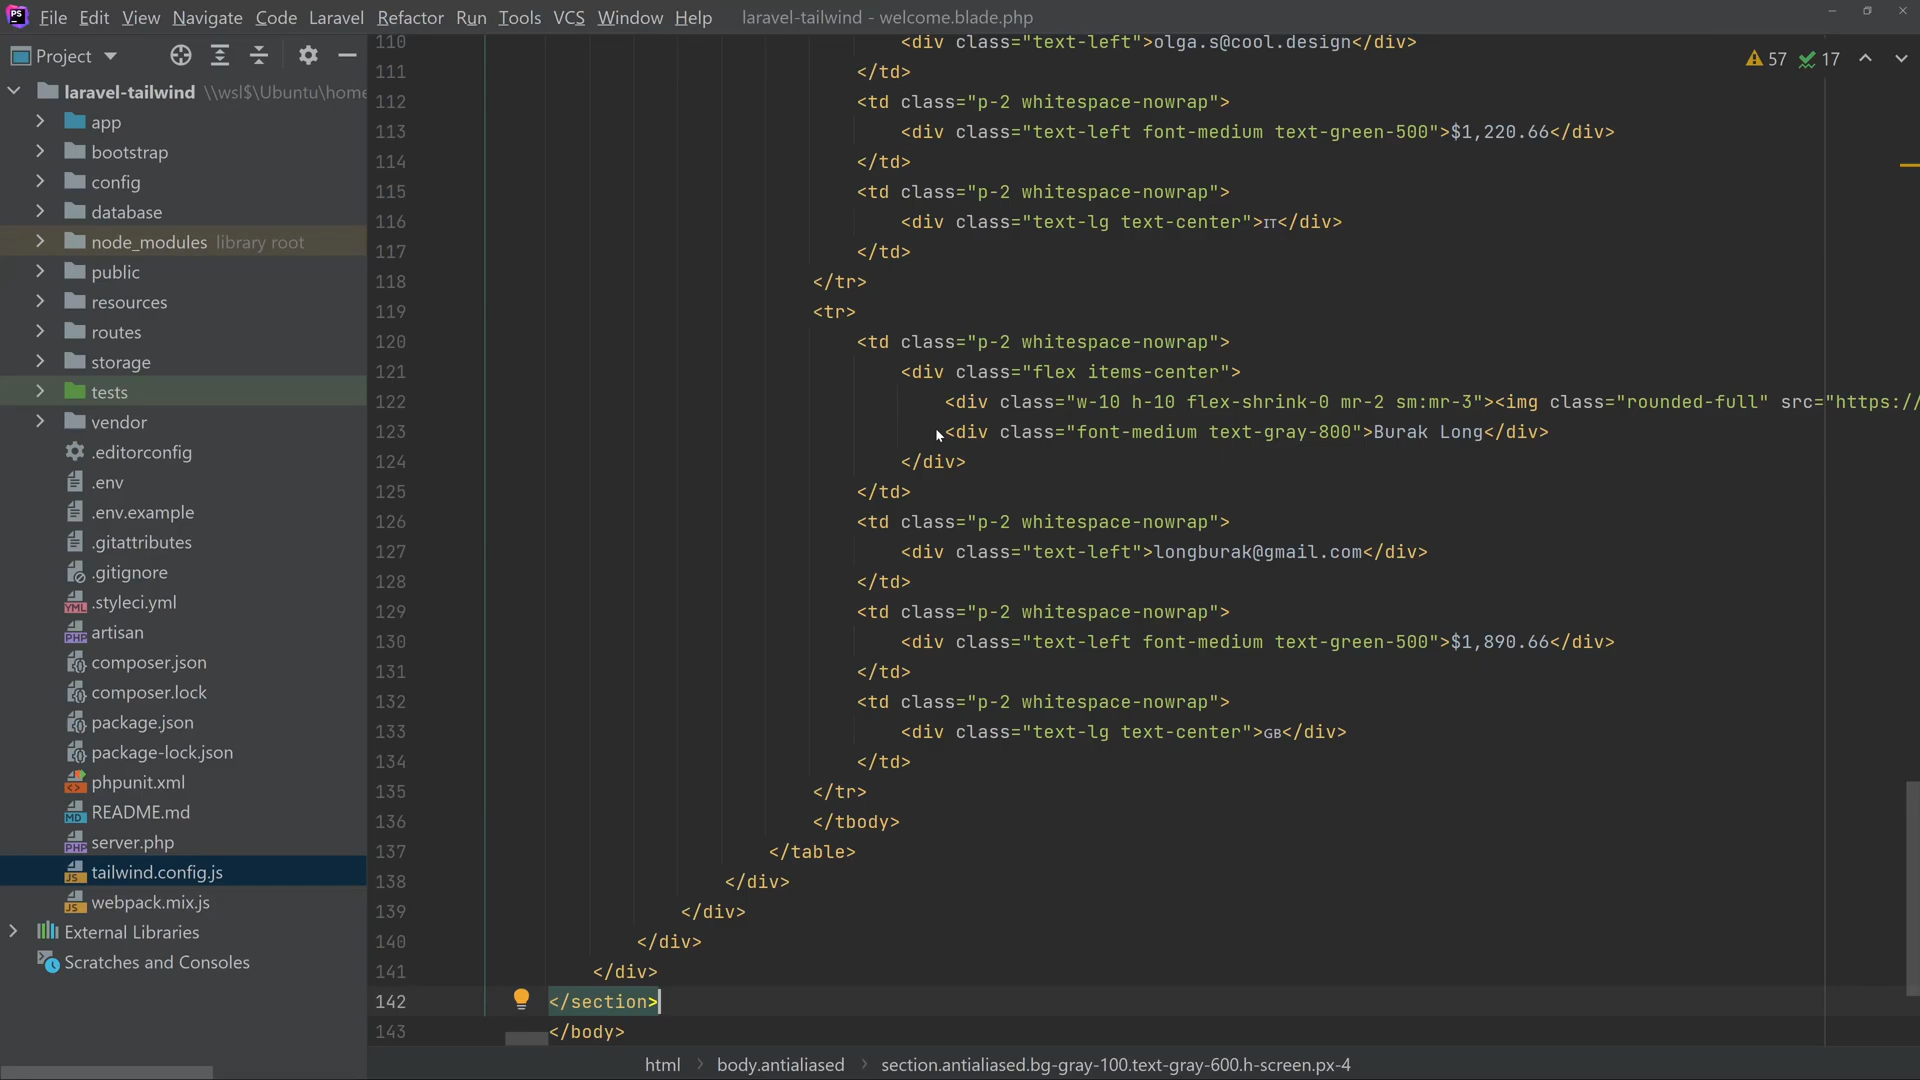 PS File Edit View Navigate Code Laravel Refactor Run Tools VCS Window Help laravel-tailwind - welcome.blade.php
Project
laravel-tailwind \\wsl$\Ubuntu\home
app
bootstrap
config
database
node_modules library root
public
resources
routes
storage
tests
vendor
.editorconfig
.env
.env.example
.gitattributes
.gitignore
.styleci.yml
artisan
composer.json
composer.lock
package.json
package-lock.json
phpunit.xml
README.md
server.php
tailwind.config.js
webpack.mix.js
External Libraries
Scratches and Consoles
57 17
110 <div class="text-left">olga.s@cool.design</div>
111 </td>
112 <td class="p-2 whitespace-nowrap">
113 <div class="text-left font-medium text-green-500">$1,220.66</div>
114 </td>
115 <td class="p-2 whitespace-nowrap">
116 <div class="text-lg text-center">🇮🇹</div>
117 </td>
118 </tr>
119 <tr>
120 <td class="p-2 whitespace-nowrap">
121 <div class="flex items-center">
122 <div class="w-10 h-10 flex-shrink-0 mr-2 sm:mr-3"><img class="rounded-full" src="https://
123 <div class="font-medium text-gray-800">Burak Long</div>
124 </div>
125 </td>
126 <td class="p-2 whitespace-nowrap">
127 <div class="text-left">longburak@gmail.com</div>
128 </td>
129 <td class="p-2 whitespace-nowrap">
130 <div class="text-left font-medium text-green-500">$1,890.66</div>
131 </td>
132 <td class="p-2 whitespace-nowrap">
133 <div class="text-lg text-center">🇬🇧</div>
134 </td>
135 </tr>
136 </tbody>
137 </table>
138 </div>
139 </div>
140 </div>
141 </div>
142 </section>
143 </body>
html body.antialiased section.antialiased.bg-gray-100.text-gray-600.h-screen.px-4